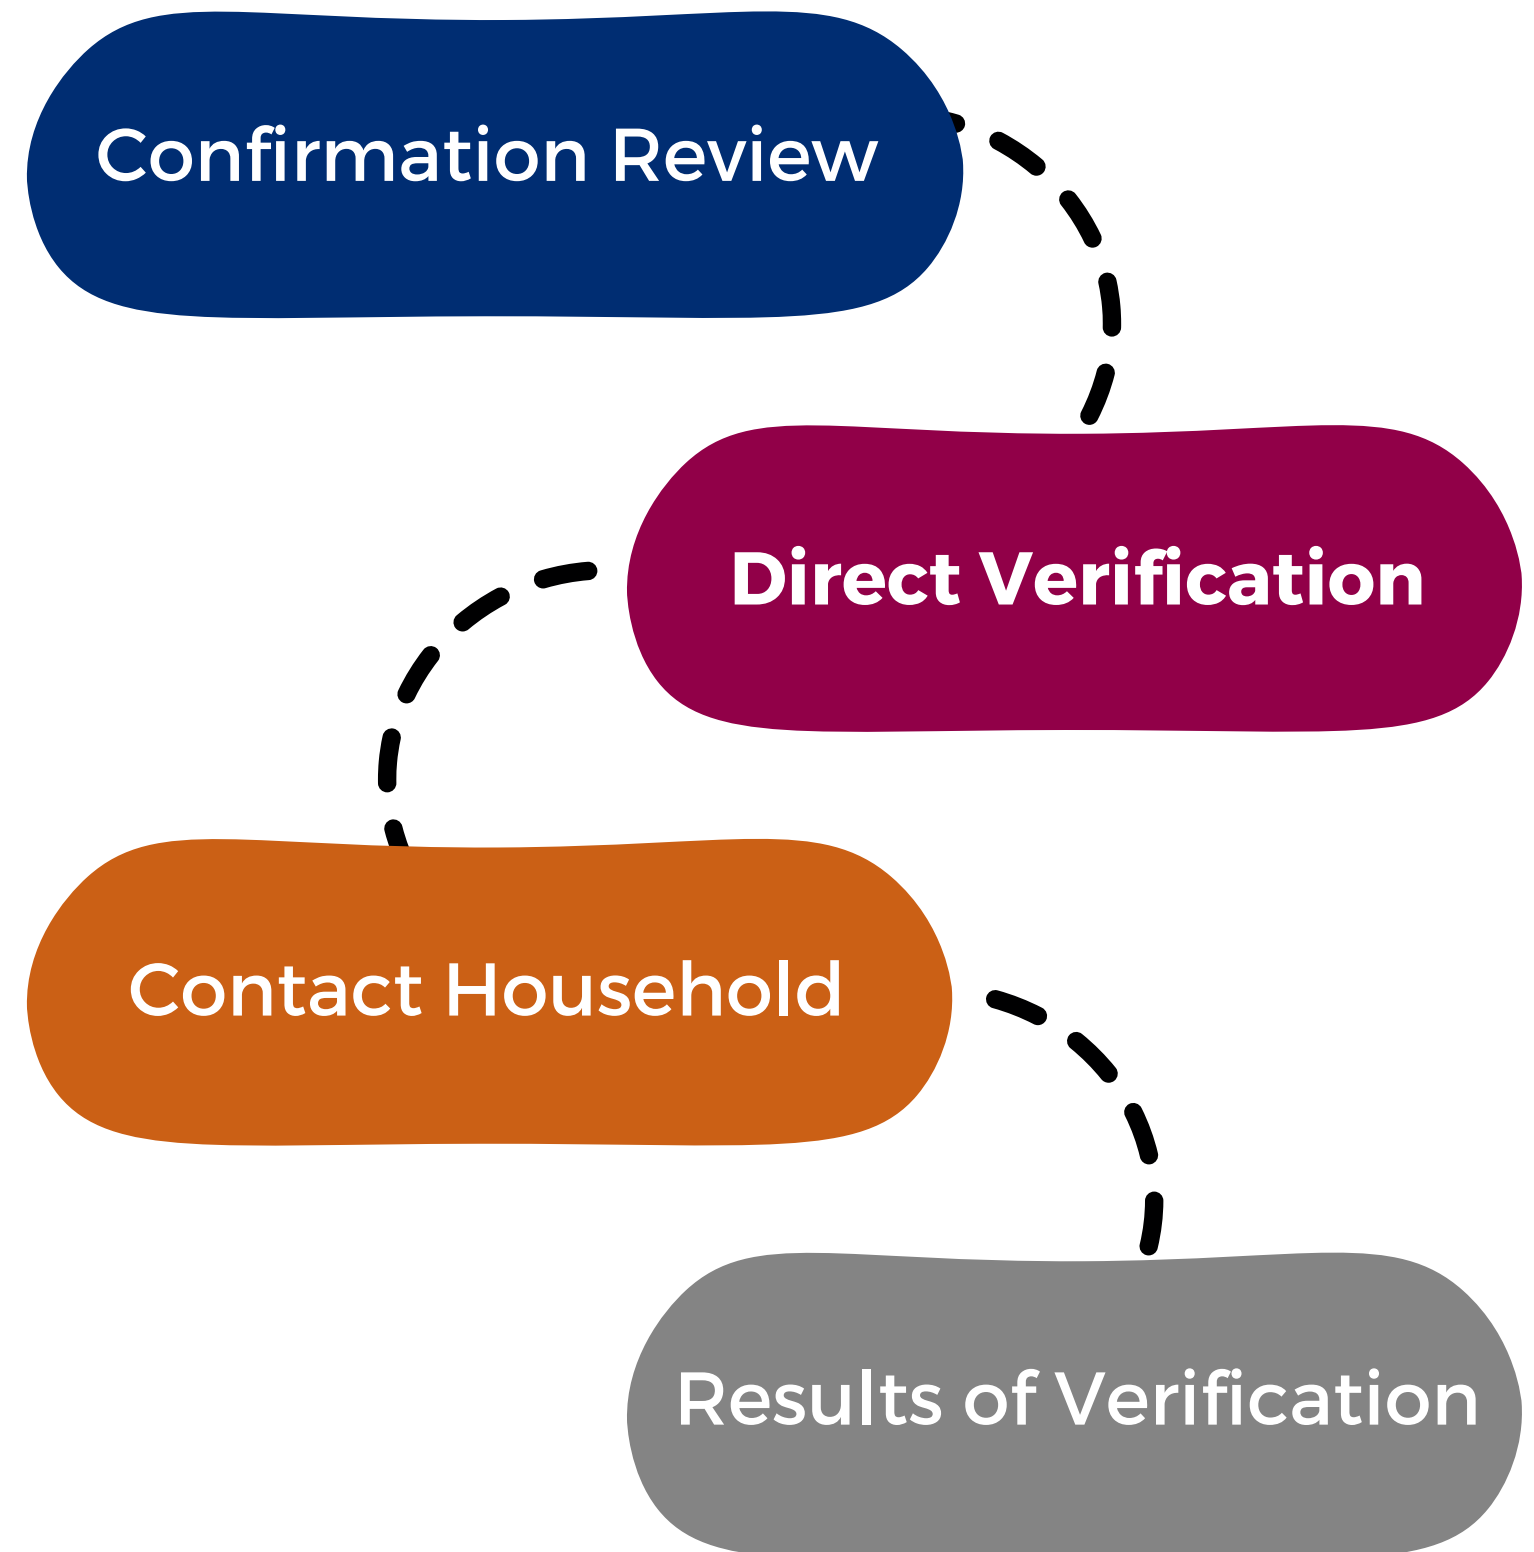 Confirmation Review
Direct Verification
Contact Household
Results of Verification